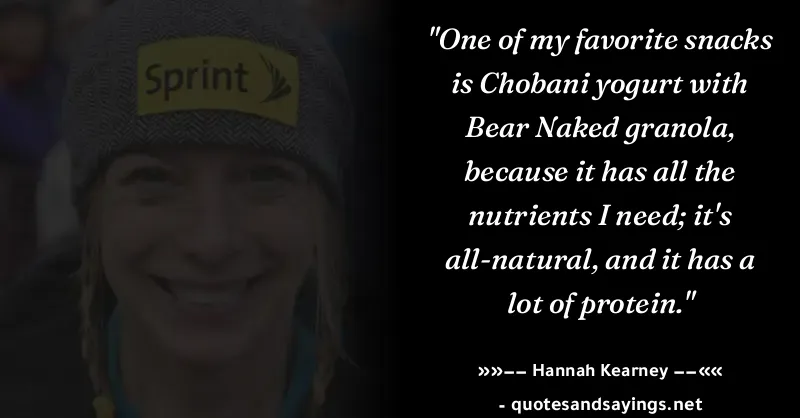 Sprint
"One of my favorite snacks
is Chobani yogurt with
Bear Naked granola,
because it has all the
nutrients I need; it's
all-natural, and it has a
lot of protein."
»»−− Hannah Kearney −−««
- quotesandsayings.net